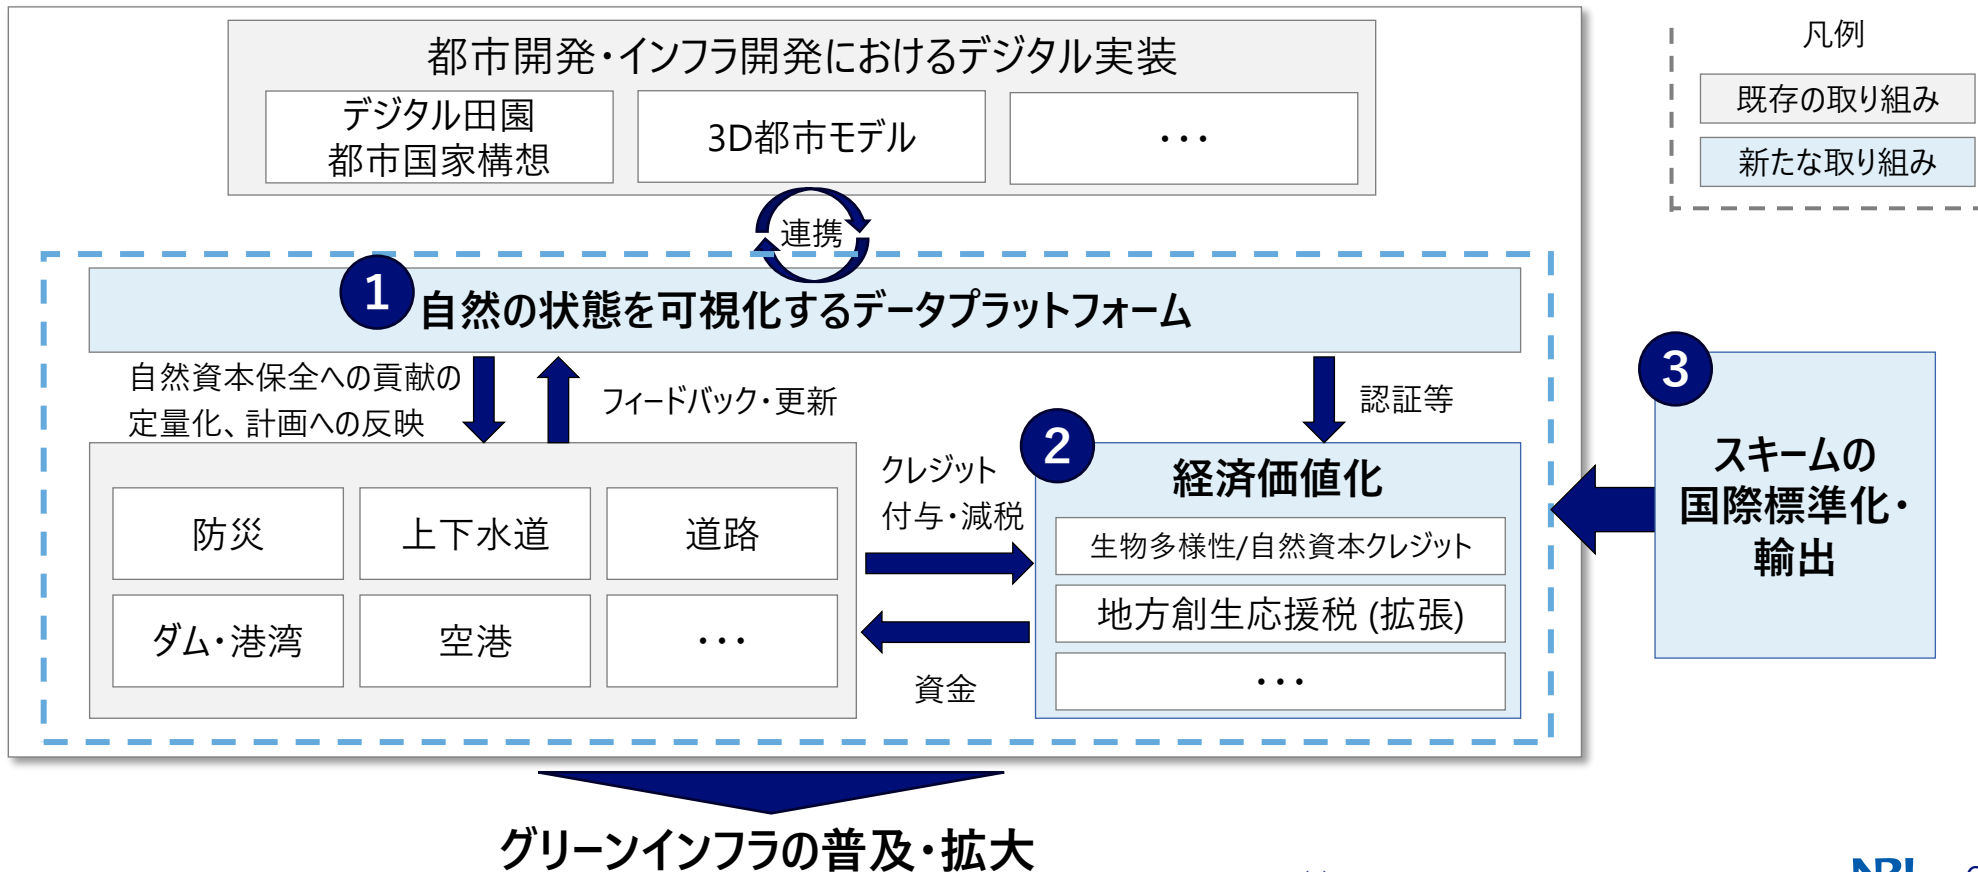 都市開発・インフラ開発におけるデジタル実装
デジタル田園
都市国家構想
3D都市モデル
・・・
凡例
既存の取り組み
新たな取り組み
連携
1
自然の状態を可視化するデータプラットフォーム
自然資本保全への貢献の
定量化、計画への反映
フィードバック・更新
認証等
防災
上下水道
道路
ダム・港湾
空港
・・・
クレジット
付与・減税
資金
2
経済価値化
生物多様性/自然資本クレジット
地方創生応援税 (拡張)
・・・
3
スキームの
国際標準化・
輸出
グリーンインフラの普及・拡大